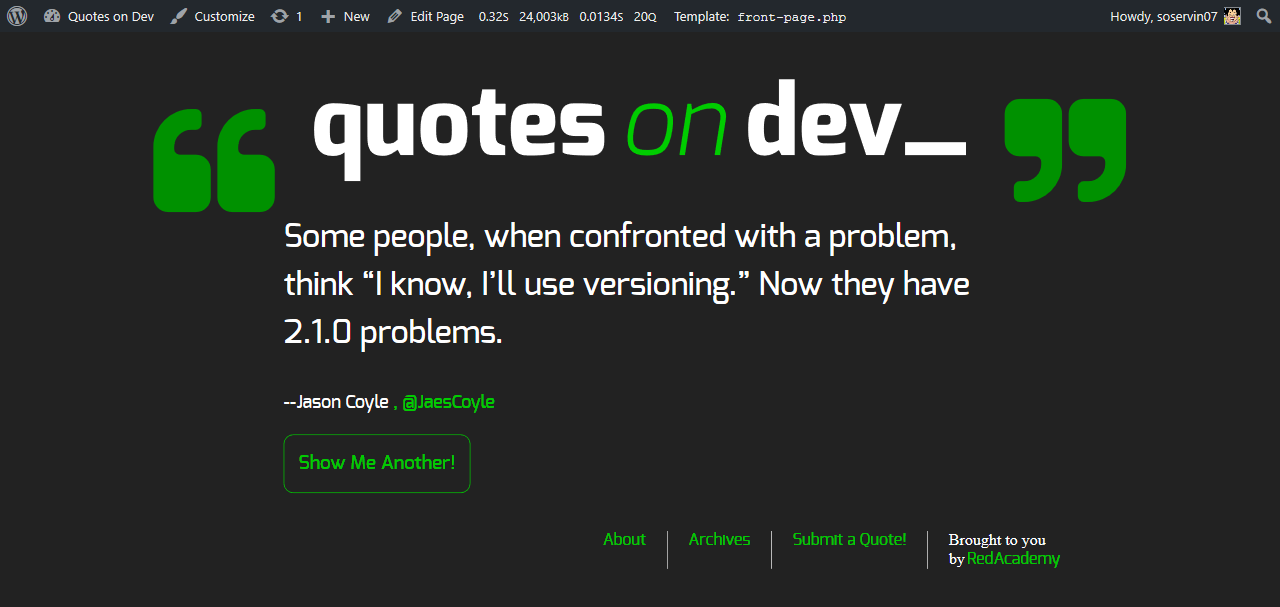 Quotes on Dev Customize 1 New Edit Page 0.32S 24,003KB 0.0134S 20Q Template: front-page.php Howdy, soservin07
“ quotes on dev_ ”
Some people, when confronted with a problem,
think “I know, I’ll use versioning.” Now they have
2.1.0 problems.
--Jason Coyle , @JaesCoyle
Show Me Another!
About Archives Submit a Quote! Brought to you
by RedAcademy